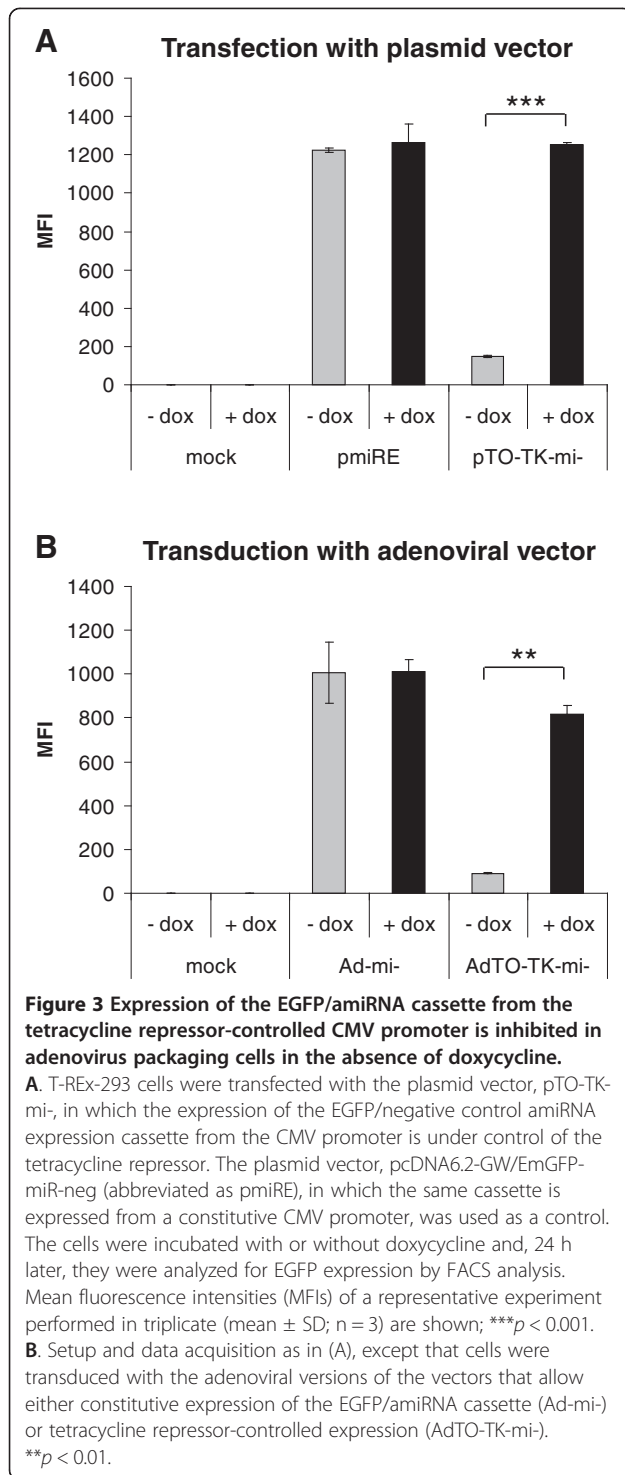 A Transfection with plasmid vector
1600
1400
1200
1000
800
600
400
200
0
MFI
***
- dox + dox - dox + dox - dox + dox
mock pmiRE pTO-TK-mi-
B Transduction with adenoviral vector
1400
1200
1000
800
600
400
200
0
MFI
**
- dox + dox - dox + dox - dox + dox
mock Ad-mi- AdTO-TK-mi-
Figure 3 Expression of the EGFP/amiRNA cassette from the
tetracycline repressor-controlled CMV promoter is inhibited in
adenovirus packaging cells in the absence of doxycycline.
A. T-REx-293 cells were transfected with the plasmid vector, pTO-TK-
mi-, in which the expression of the EGFP/negative control amiRNA
expression cassette from the CMV promoter is under control of the
tetracycline repressor. The plasmid vector, pcDNA6.2-GW/EmGFP-
miR-neg (abbreviated as pmiRE), in which the same cassette is
expressed from a constitutive CMV promoter, was used as a control.
The cells were incubated with or without doxycycline and, 24 h
later, they were analyzed for EGFP expression by FACS analysis.
Mean fluorescence intensities (MFIs) of a representative experiment
performed in triplicate (mean ± SD; n = 3) are shown; ***p < 0.001.
B. Setup and data acquisition as in (A), except that cells were
transduced with the adenoviral versions of the vectors that allow
either constitutive expression of the EGFP/amiRNA cassette (Ad-mi-)
or tetracycline repressor-controlled expression (AdTO-TK-mi-).
**p < 0.01.